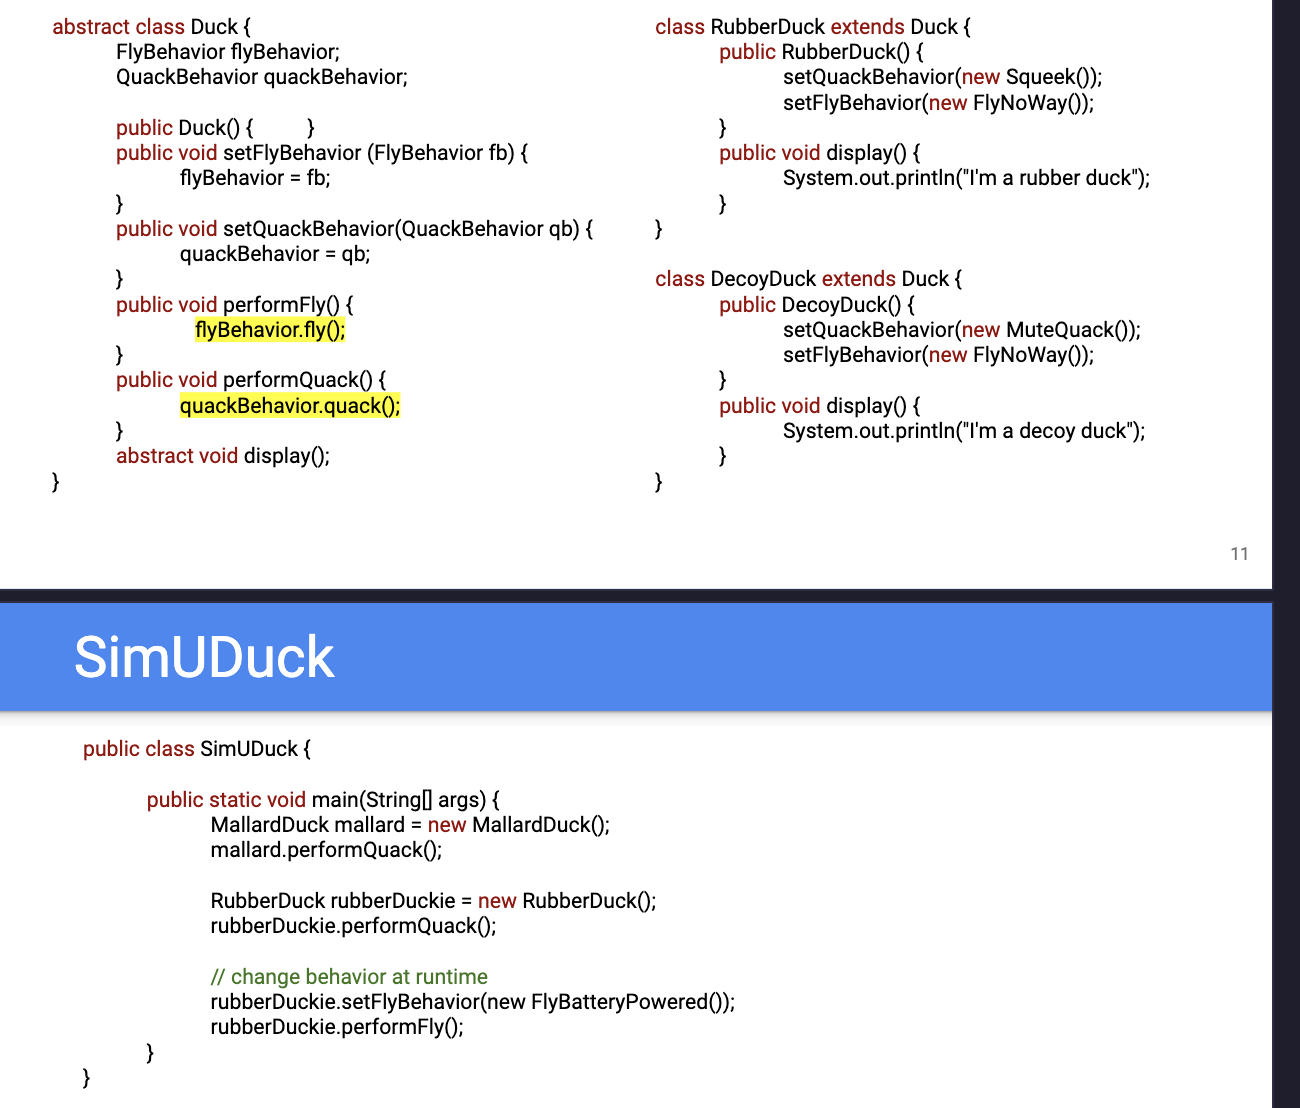 abstract class Duck {
FlyBehavior flyBehavior;
QuackBehavior quackBehavior;
public Duck() { }
public void setFlyBehavior (FlyBehavior fb) {
flyBehavior = fb;
}
public void setQuackBehavior(QuackBehavior qb) {
quackBehavior = qb;
}
public void performFly() {
flyBehavior.fly();
}
public void performQuack() {
quackBehavior.quack();
}
abstract void display();
}
class RubberDuck extends Duck {
public RubberDuck() {
setQuackBehavior(new Squeek());
setFlyBehavior(new FlyNoWay());
}
public void display() {
System.out.println("I'm a rubber duck");
}
}
class DecoyDuck extends Duck {
public DecoyDuck() {
setQuackBehavior(new MuteQuack());
setFlyBehavior(new FlyNoWay());
}
public void display() {
System.out.println("I'm a decoy duck");
}
}
11
SimUDuck
public class SimUDuck {
public static void main(String[] args) {
MallardDuck mallard = new MallardDuck();
mallard.performQuack();
RubberDuck rubberDuckie = new RubberDuck();
rubberDuckie.performQuack();
// change behavior at runtime
rubberDuckie.setFlyBehavior(new FlyBatteryPowered());
rubberDuckie.performFly();
}
}